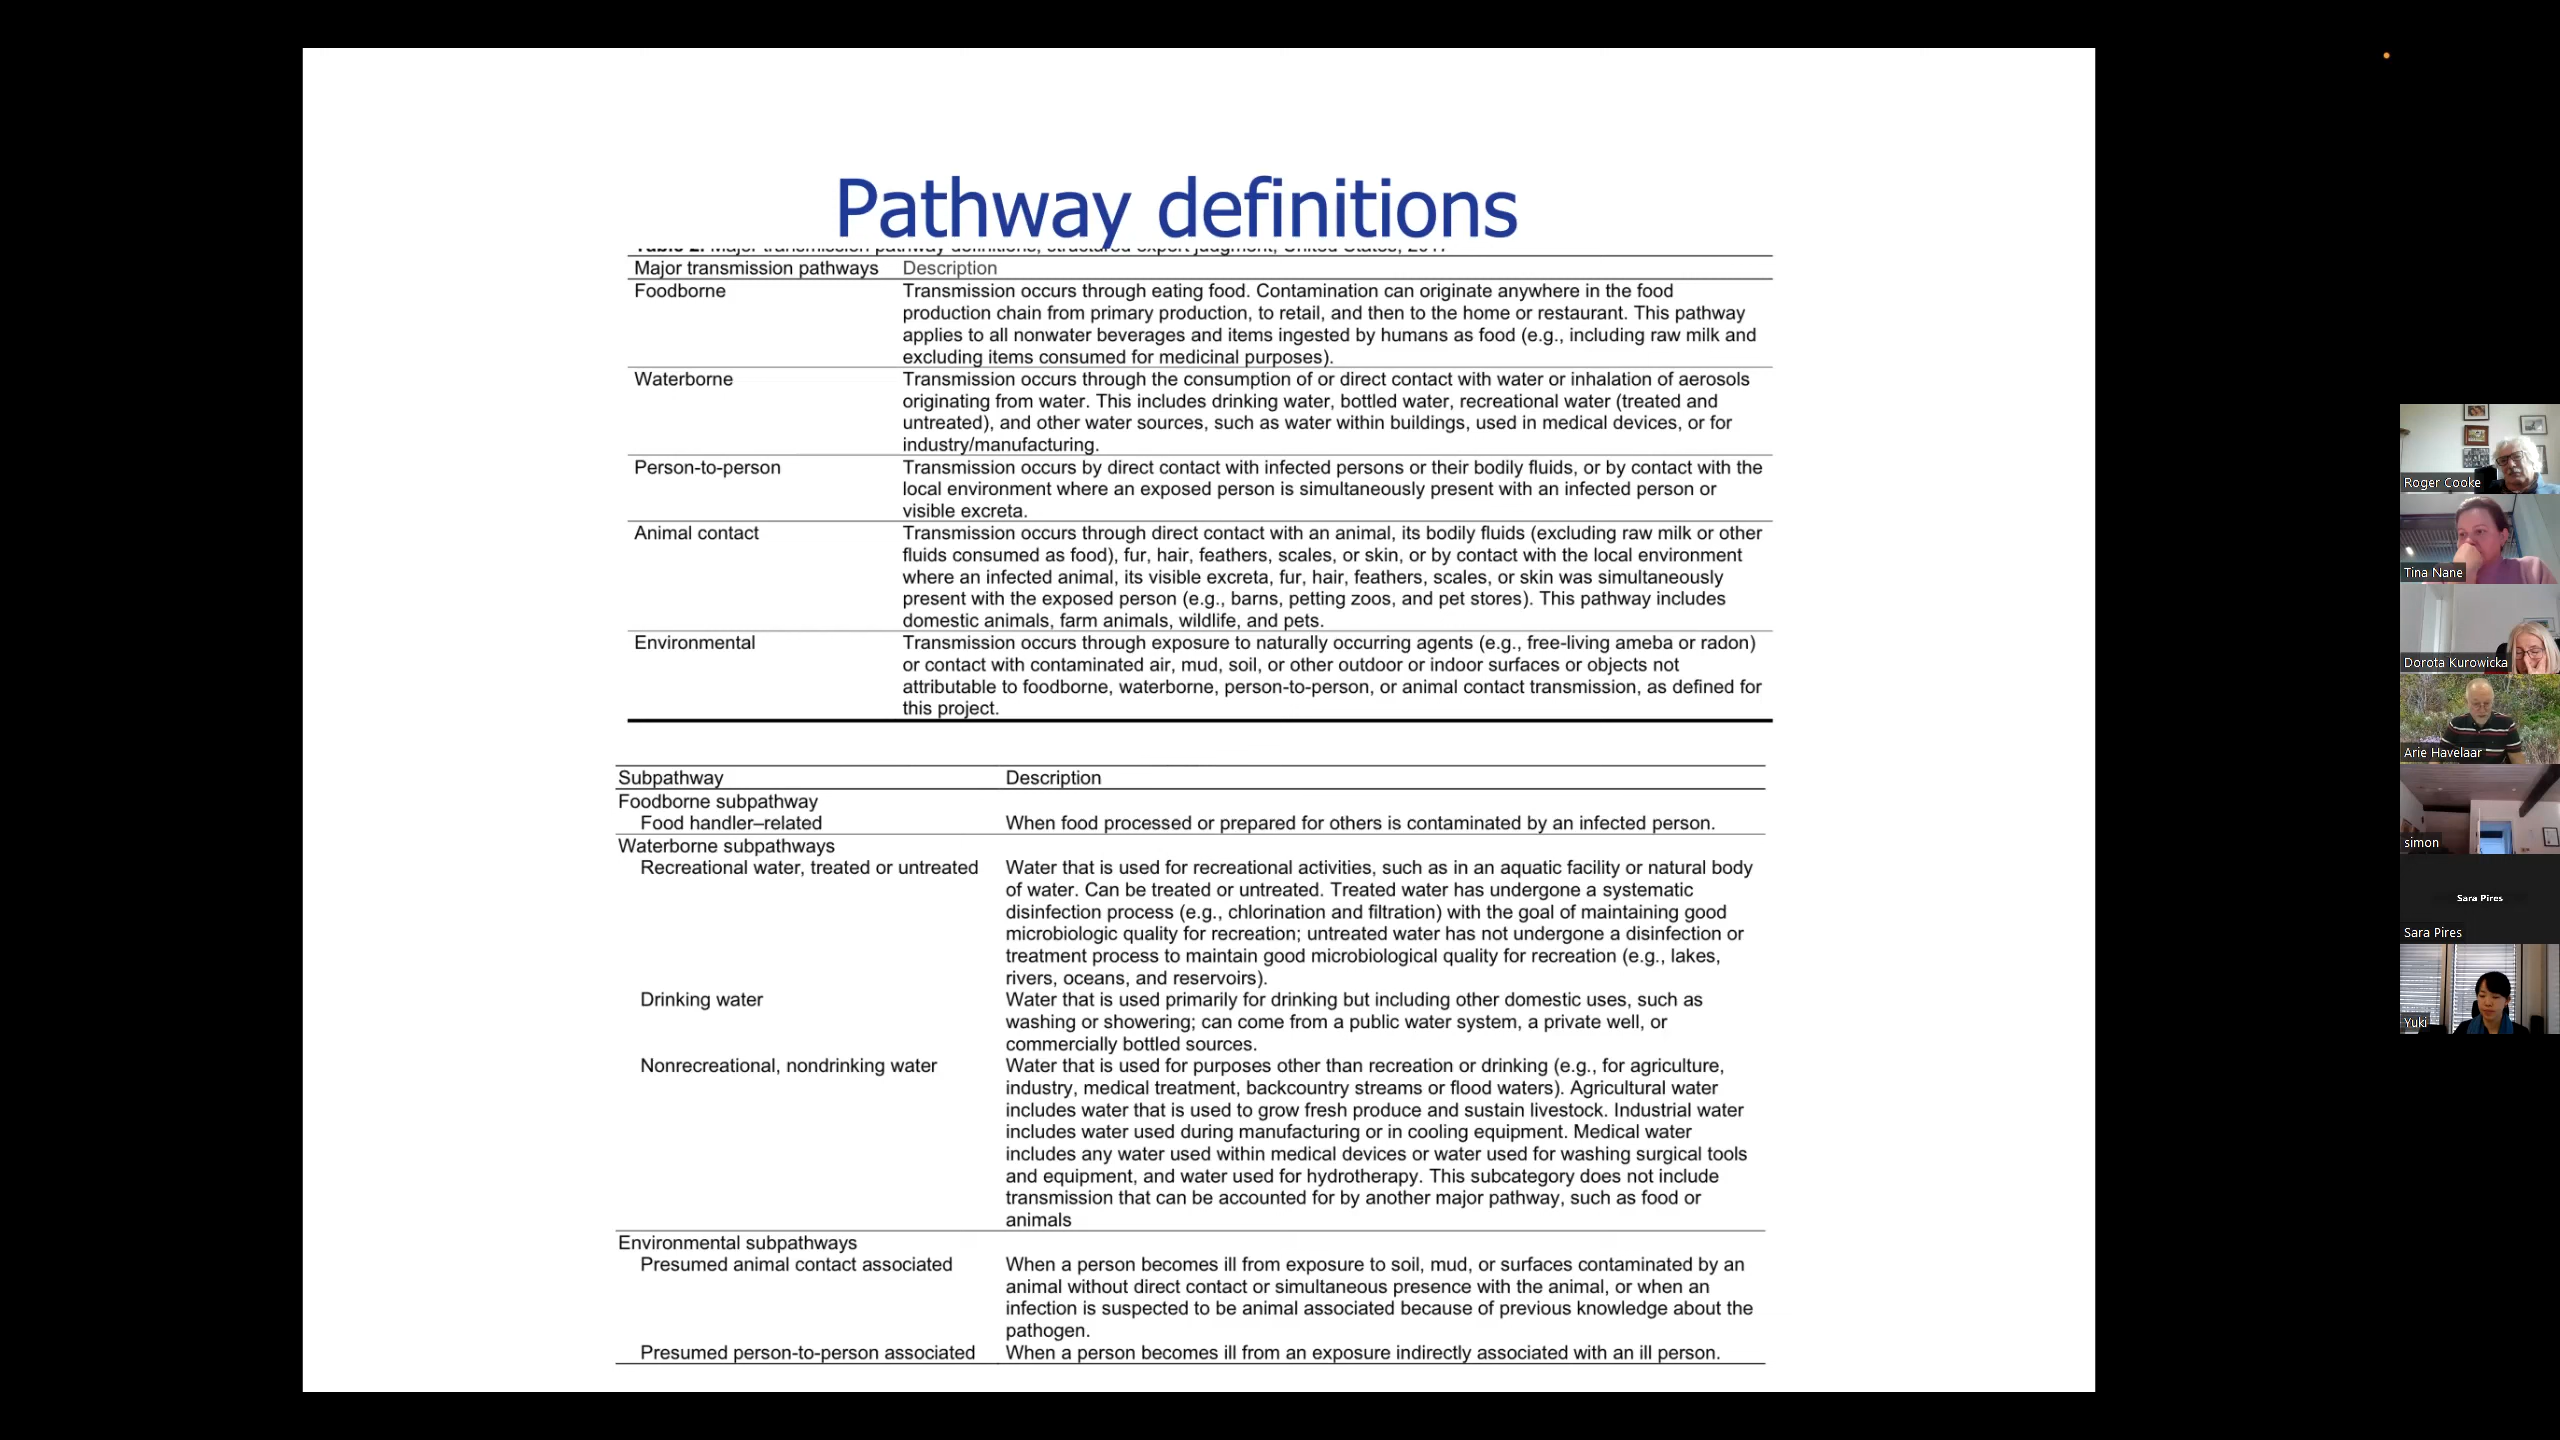 Pathway definitions
Table 2. Major transmission pathway definitions, structured expert judgment, United States, 2017
Major transmission pathways Description
Foodborne Transmission occurs through eating food. Contamination can originate anywhere in the food
production chain from primary production, to retail, and then to the home or restaurant. This pathway
applies to all nonwater beverages and items ingested by humans as food (e.g., including raw milk and
excluding items consumed for medicinal purposes).
Waterborne Transmission occurs through the consumption of or direct contact with water or inhalation of aerosols
originating from water. This includes drinking water, bottled water, recreational water (treated and
untreated), and other water sources, such as water within buildings, used in medical devices, or for
industry/manufacturing.
Person-to-person Transmission occurs by direct contact with infected persons or their bodily fluids, or by contact with the
local environment where an exposed person is simultaneously present with an infected person or
visible excreta.
Animal contact Transmission occurs through direct contact with an animal, its bodily fluids (excluding raw milk or other
fluids consumed as food), fur, hair, feathers, scales, or skin, or by contact with the local environment
where an infected animal, its visible excreta, fur, hair, feathers, scales, or skin was simultaneously
present with the exposed person (e.g., barns, petting zoos, and pet stores). This pathway includes
domestic animals, farm animals, wildlife, and pets.
Environmental Transmission occurs through exposure to naturally occurring agents (e.g., free-living ameba or radon)
or contact with contaminated air, mud, soil, or other outdoor or indoor surfaces or objects not
attributable to foodborne, waterborne, person-to-person, or animal contact transmission, as defined for
this project.
Subpathway Description
Foodborne subpathway
Food handler–related When food processed or prepared for others is contaminated by an infected person.
Waterborne subpathways
Recreational water, treated or untreated Water that is used for recreational activities, such as in an aquatic facility or natural body
of water. Can be treated or untreated. Treated water has undergone a systematic
disinfection process (e.g., chlorination and filtration) with the goal of maintaining good
microbiologic quality for recreation; untreated water has not undergone a disinfection or
treatment process to maintain good microbiological quality for recreation (e.g., lakes,
rivers, oceans, and reservoirs).
Drinking water Water that is used primarily for drinking but including other domestic uses, such as
washing or showering; can come from a public water system, a private well, or
commercially bottled sources.
Nonrecreational, nondrinking water Water that is used for purposes other than recreation or drinking (e.g., for agriculture,
industry, medical treatment, backcountry streams or flood waters). Agricultural water
includes water that is used to grow fresh produce and sustain livestock. Industrial water
includes water used during manufacturing or in cooling equipment. Medical water
includes any water used within medical devices or water used for washing surgical tools
and equipment, and water used for hydrotherapy. This subcategory does not include
transmission that can be accounted for by another major pathway, such as food or
animals
Environmental subpathways
Presumed animal contact associated When a person becomes ill from exposure to soil, mud, or surfaces contaminated by an
animal without direct contact or simultaneous presence with the animal, or when an
infection is suspected to be animal associated because of previous knowledge about the
pathogen.
Presumed person-to-person associated When a person becomes ill from an exposure indirectly associated with an ill person.
Roger Cooke
Tina Nane
Dorota Kurowicka
Arie Havelaar
simon
Sara Pires
Sara Pires
Yuki